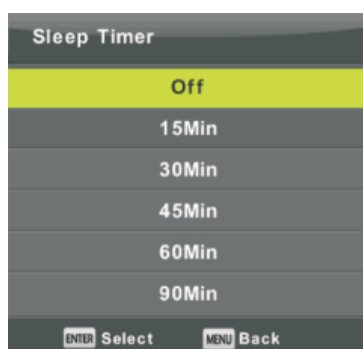 Sleep Timer
Off
15Min
30Min
45Min
60Min
90Min
ENTER Select MENU Back